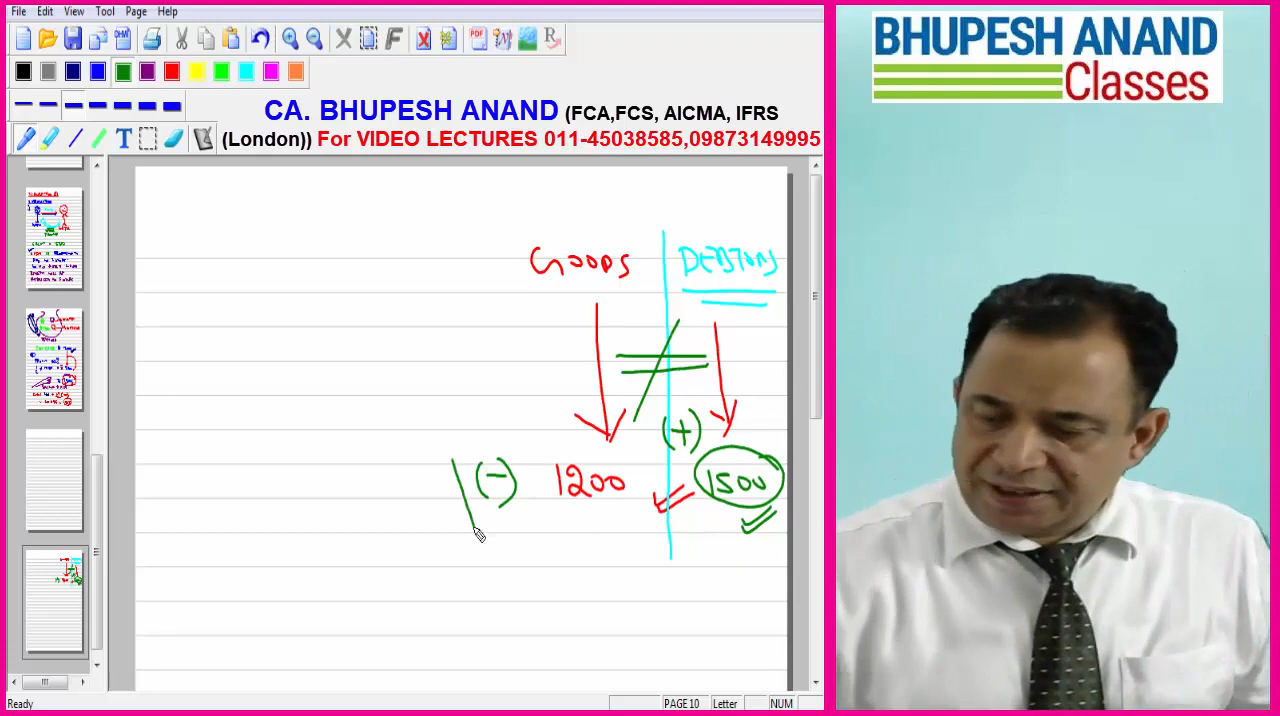 File Edit View Tool Page Help
BHUPESH ANAND
Classes
CA. BHUPESH ANAND (FCA,FCS, AICMA, IFRS
(London)) For VIDEO LECTURES 011-45038585,09873149995
GOODS DEBTORS
(+)
(-) 1200 1500
Ready PAGE 10 Letter NUM